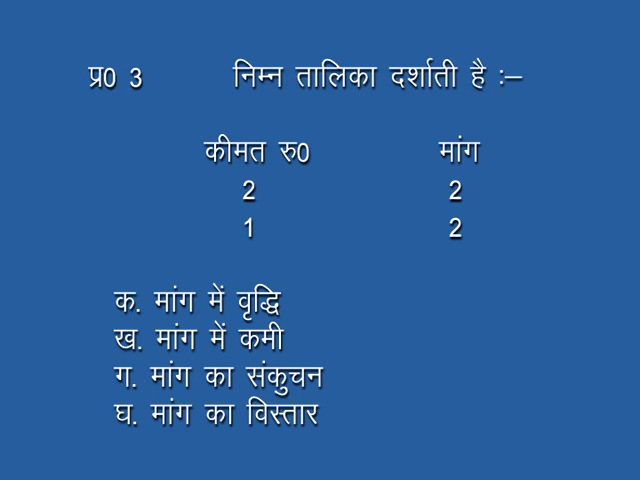 प्र0 3 निम्न तालिका दर्शाती है :–
कीमत रु0 मांग
2 2
1 2
क. मांग में वृद्धि
ख. मांग में कमी
ग. मांग का संकुचन
घ. मांग का विस्तार